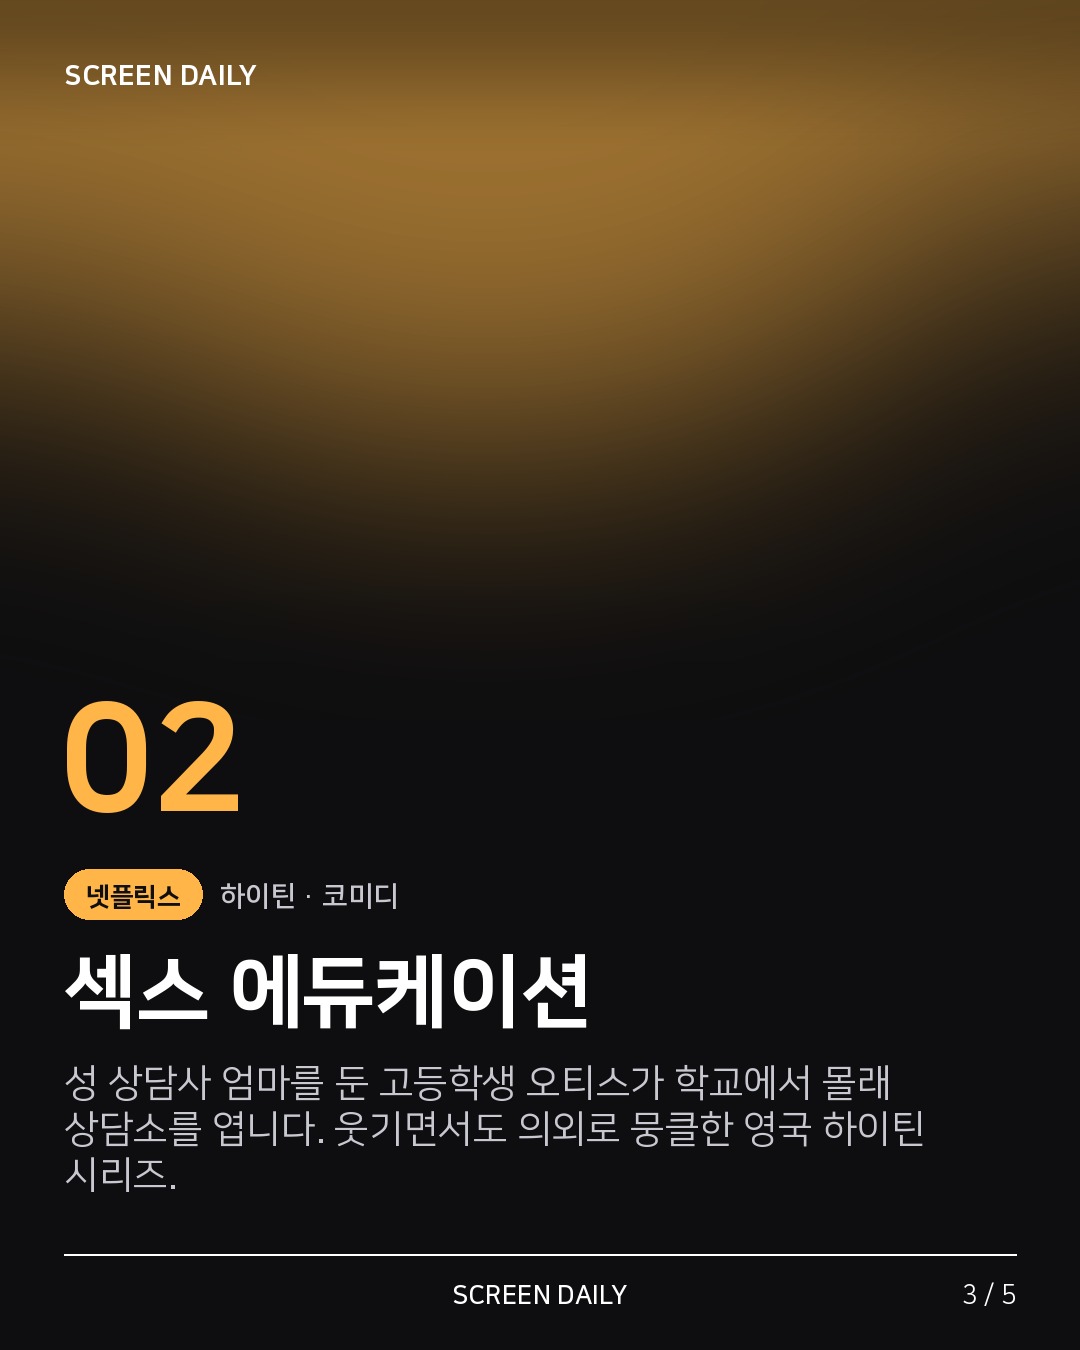 SCREEN DAILY
02
넷플릭스 하이틴 · 코미디
섹스 에듀케이션
성 상담사 엄마를 둔 고등학생 오티스가 학교에서 몰래
상담소를 엽니다. 웃기면서도 의외로 뭉클한 영국 하이틴
시리즈.
SCREEN DAILY 3 / 5